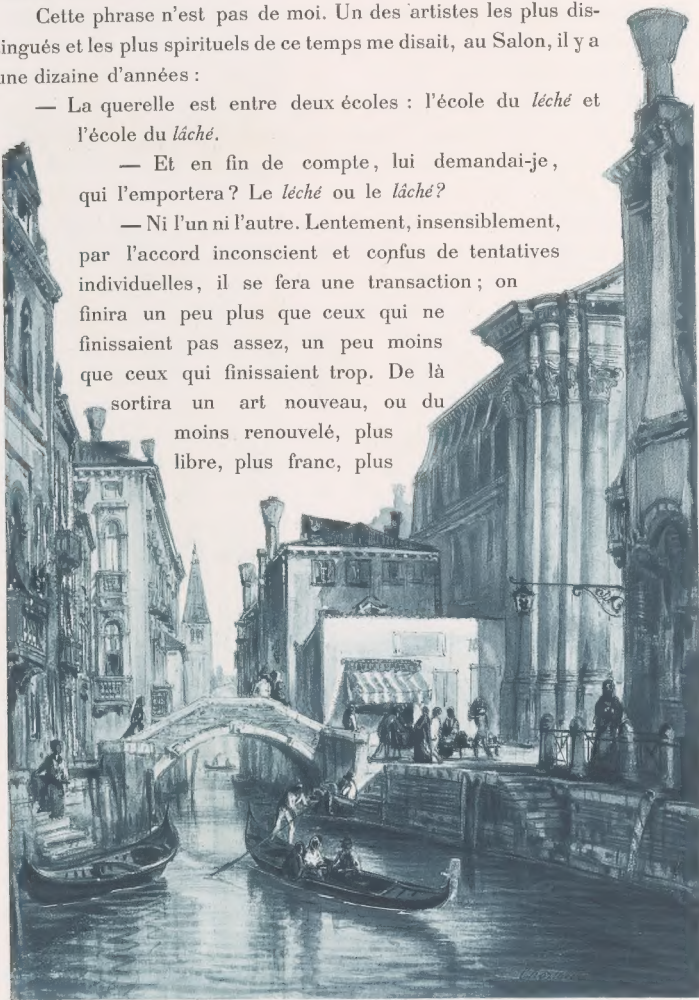 Cette phrase n'est pas de moi. Un des artistes les plus dis-
ingués et les plus spirituels de ce temps me disait, au Salon, il y a
une dizaine d'années :
— La querelle est entre deux écoles : l'école du léché et
l'école du lâché.
— Et en fin de compte, lui demandai-je,
qui l'emportera? Le léché ou le lâché?
— Ni l'un ni l'autre. Lentement, insensiblement,
par l'accord inconscient et confus de tentatives
individuelles, il se fera une transaction; on
finira un peu plus que ceux qui ne
finissaient pas assez, un peu moins
que ceux qui finissaient trop. De là
sortira un art nouveau, ou du
moins renouvelé, plus
libre, plus franc, plus